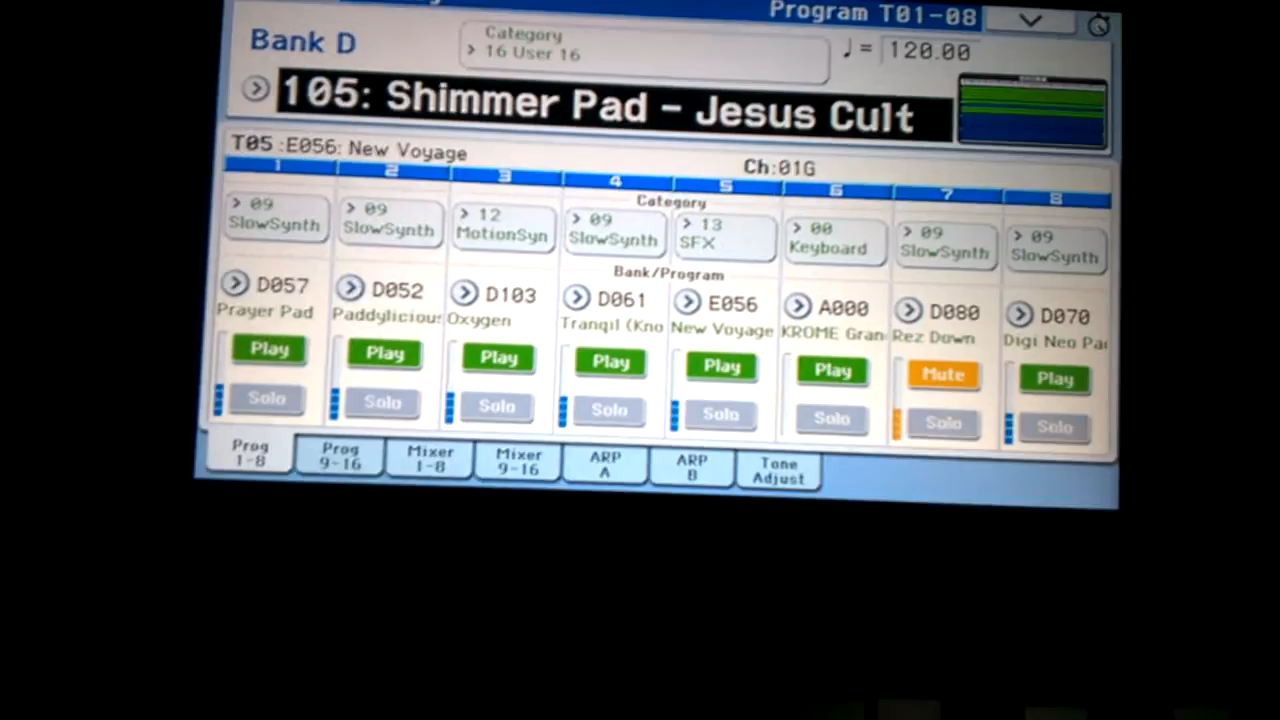 Program T01-08
Bank D
Category
16 User 16
♩= 120.00
105: Shimmer Pad - Jesus Cult
T05 :E056: New Voyage
Ch:01G
1 2 3 4 5 6 7 8
Category
09 SlowSynth
09 SlowSynth
12 MotionSyn
09 SlowSynth
13 SFX
00 Keyboard
09 SlowSynth
09 SlowSynth
Bank/Program
D057 D052 D103 D061 E056 A000 D080 D070
Prayer Pad Paddylicious Oxygen Tranqil (Kno New Voyage KROME Gran Rez Down Digi Neo Pa
Play Play Play Play Play Play Mute Play
Solo Solo Solo Solo Solo Solo Solo Solo
Prog 1-8
Prog 9-16
Mixer 1-8
Mixer 9-16
ARP A
ARP B
Tone Adjust